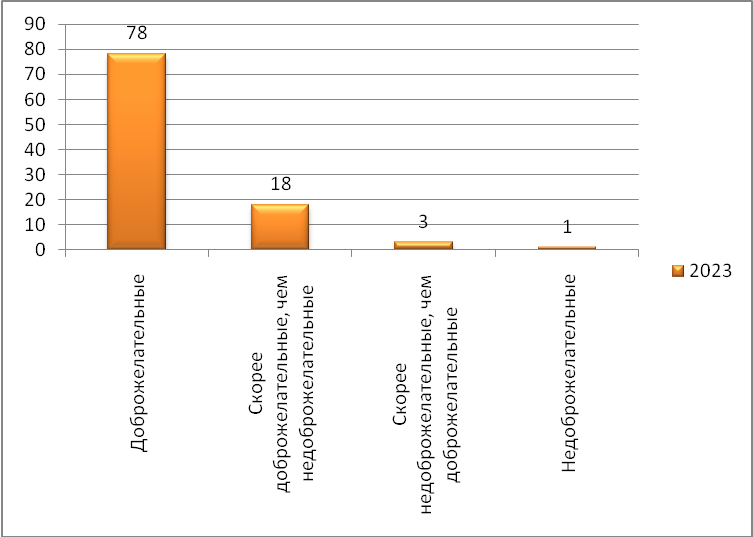 90
80
70
60
50
40
30
20
10
0
78
18
3
1
Доброжелательные
Скорее
доброжелательные, чем
недоброжелательные
Скорее
недоброжелательные, чем
доброжелательные
Недоброжелательные
2023